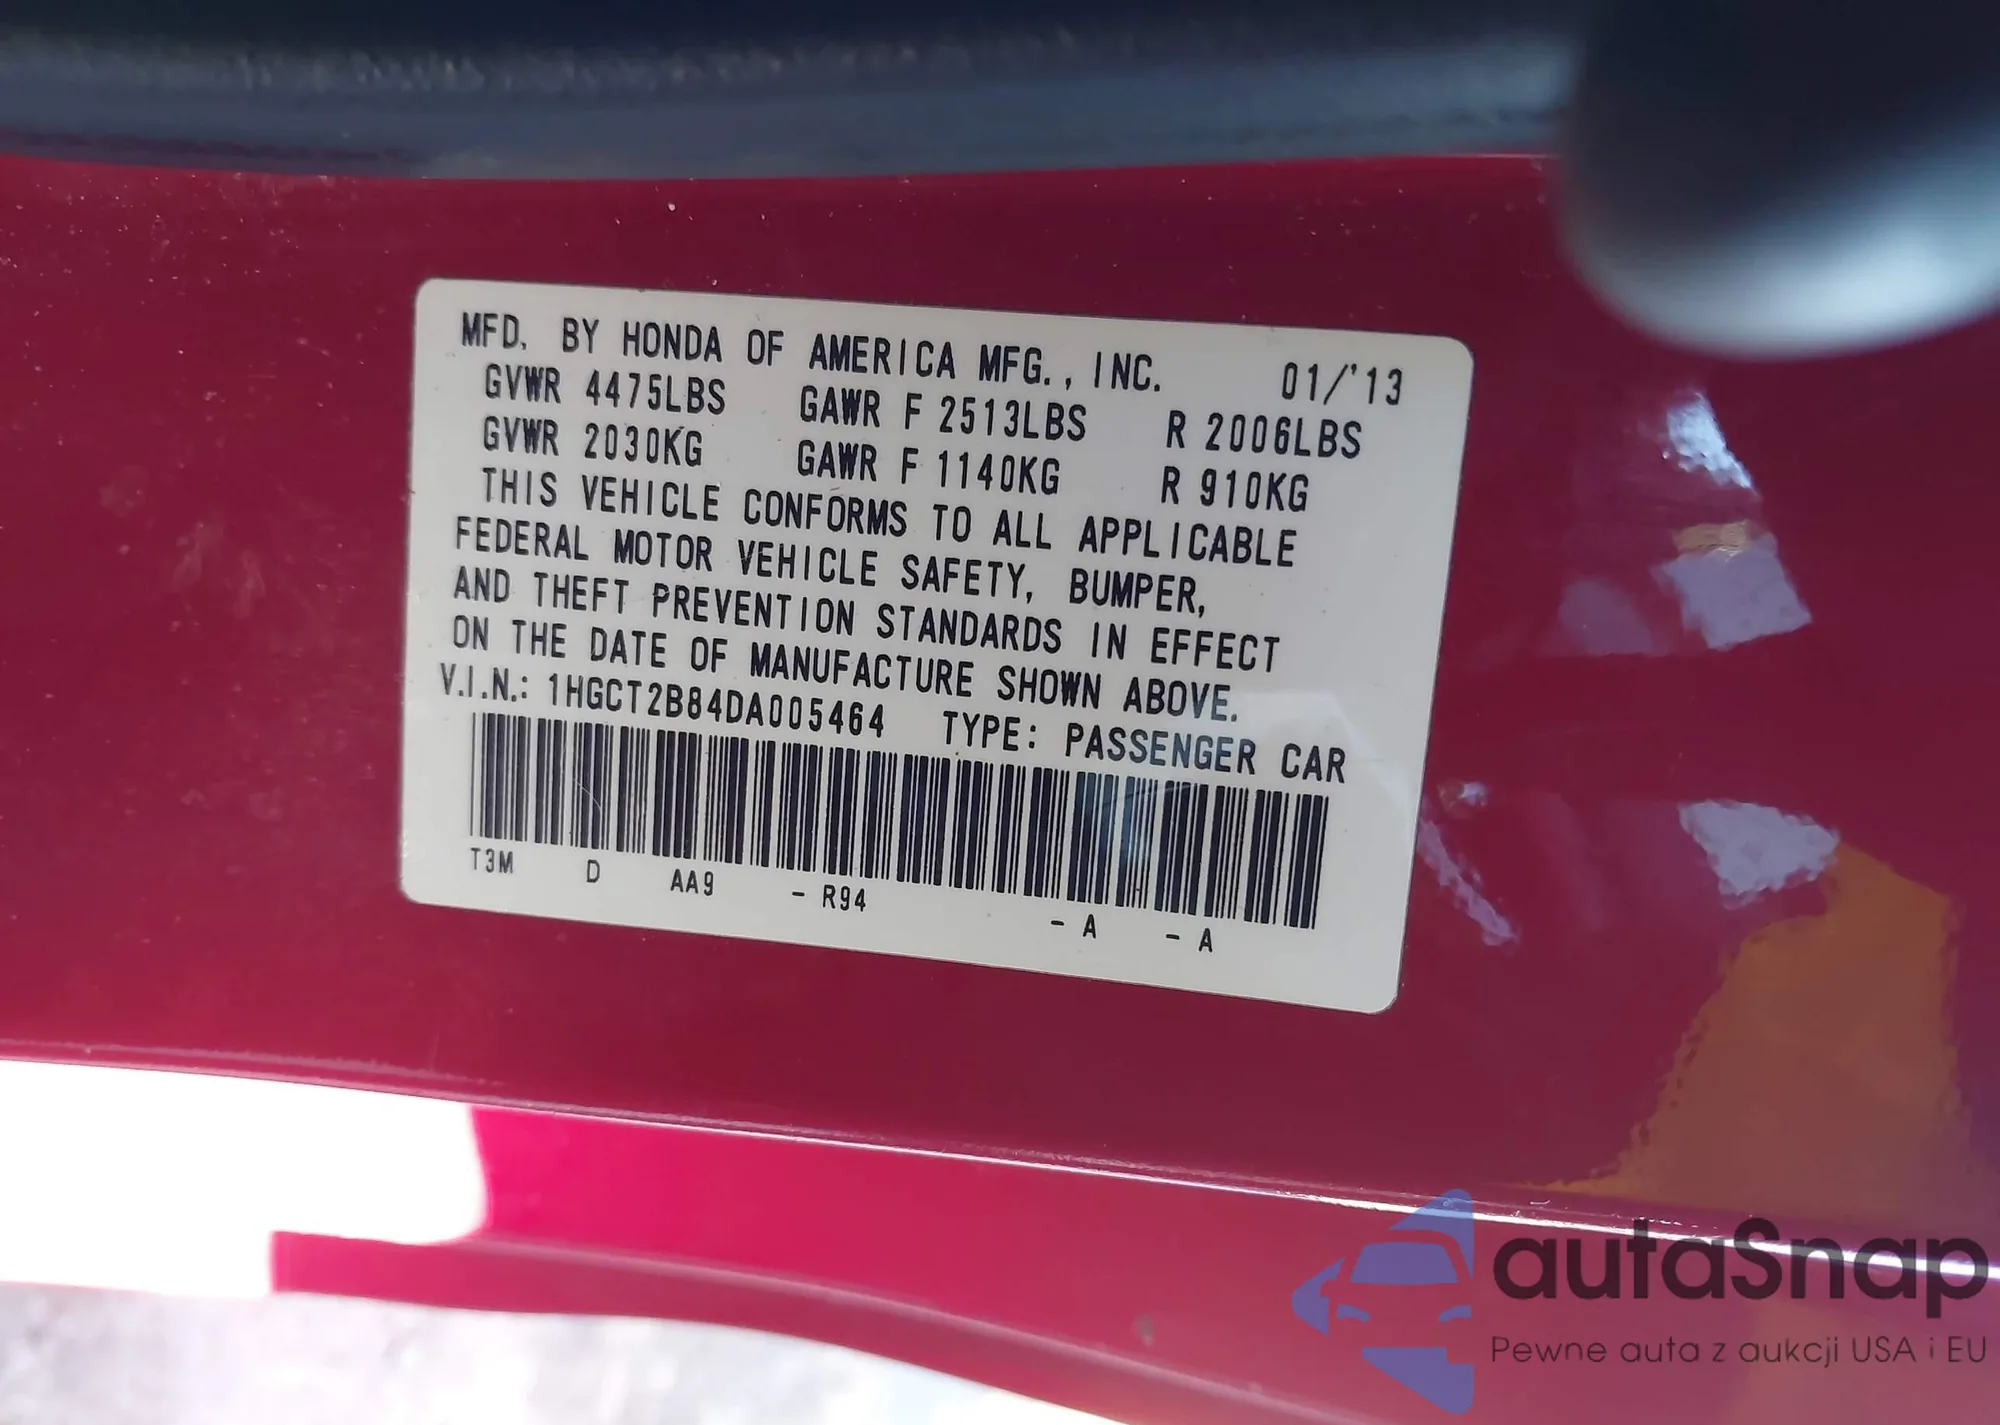 MFD. BY HONDA OF AMERICA MFG., INC. 01/'13
GVWR 4475LBS GAWR F 2513LBS R 2006LBS
GVWR 2030KG GAWR F 1140KG R 910KG
THIS VEHICLE CONFORMS TO ALL APPLICABLE
FEDERAL MOTOR VEHICLE SAFETY, BUMPER,
AND THEFT PREVENTION STANDARDS IN EFFECT
ON THE DATE OF MANUFACTURE SHOWN ABOVE.
V.I.N.: 1HGCT2B84DA005464 TYPE: PASSENGER CAR
T3M D AA9 - R94 - A - A
autaSnap
Pewne auta z aukcji USA i EU